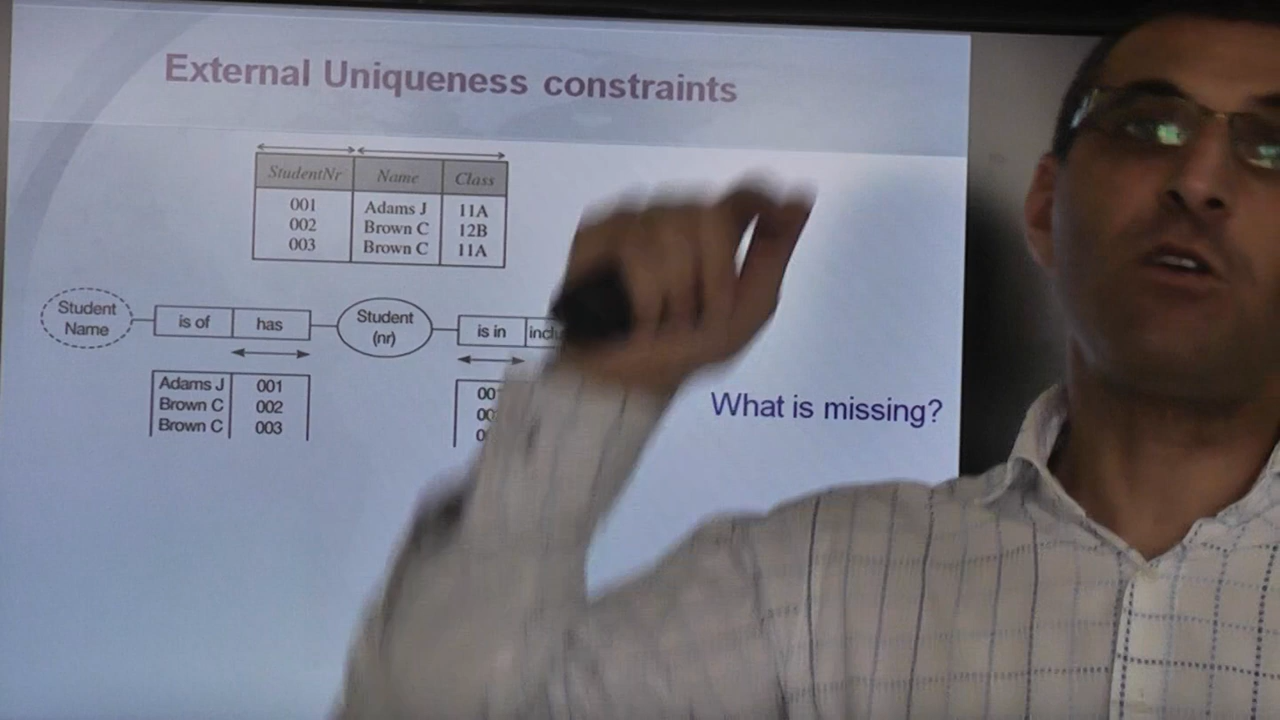 External Uniqueness constraints
StudentNr Name Class
001 Adams J 11A
002 Brown C 12B
003 Brown C 11A
Student
Name
is of has
Student
(nr)
is in
Adams J 001
Brown C 002
Brown C 003
What is missing?